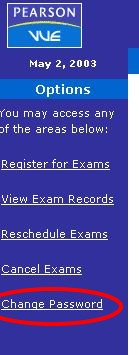 PEARSON
VUE
May 2, 2003
Options
You may access any
of the areas below:
Register for Exams
View Exam Records
Reschedule Exams
Cancel Exams
Change Password